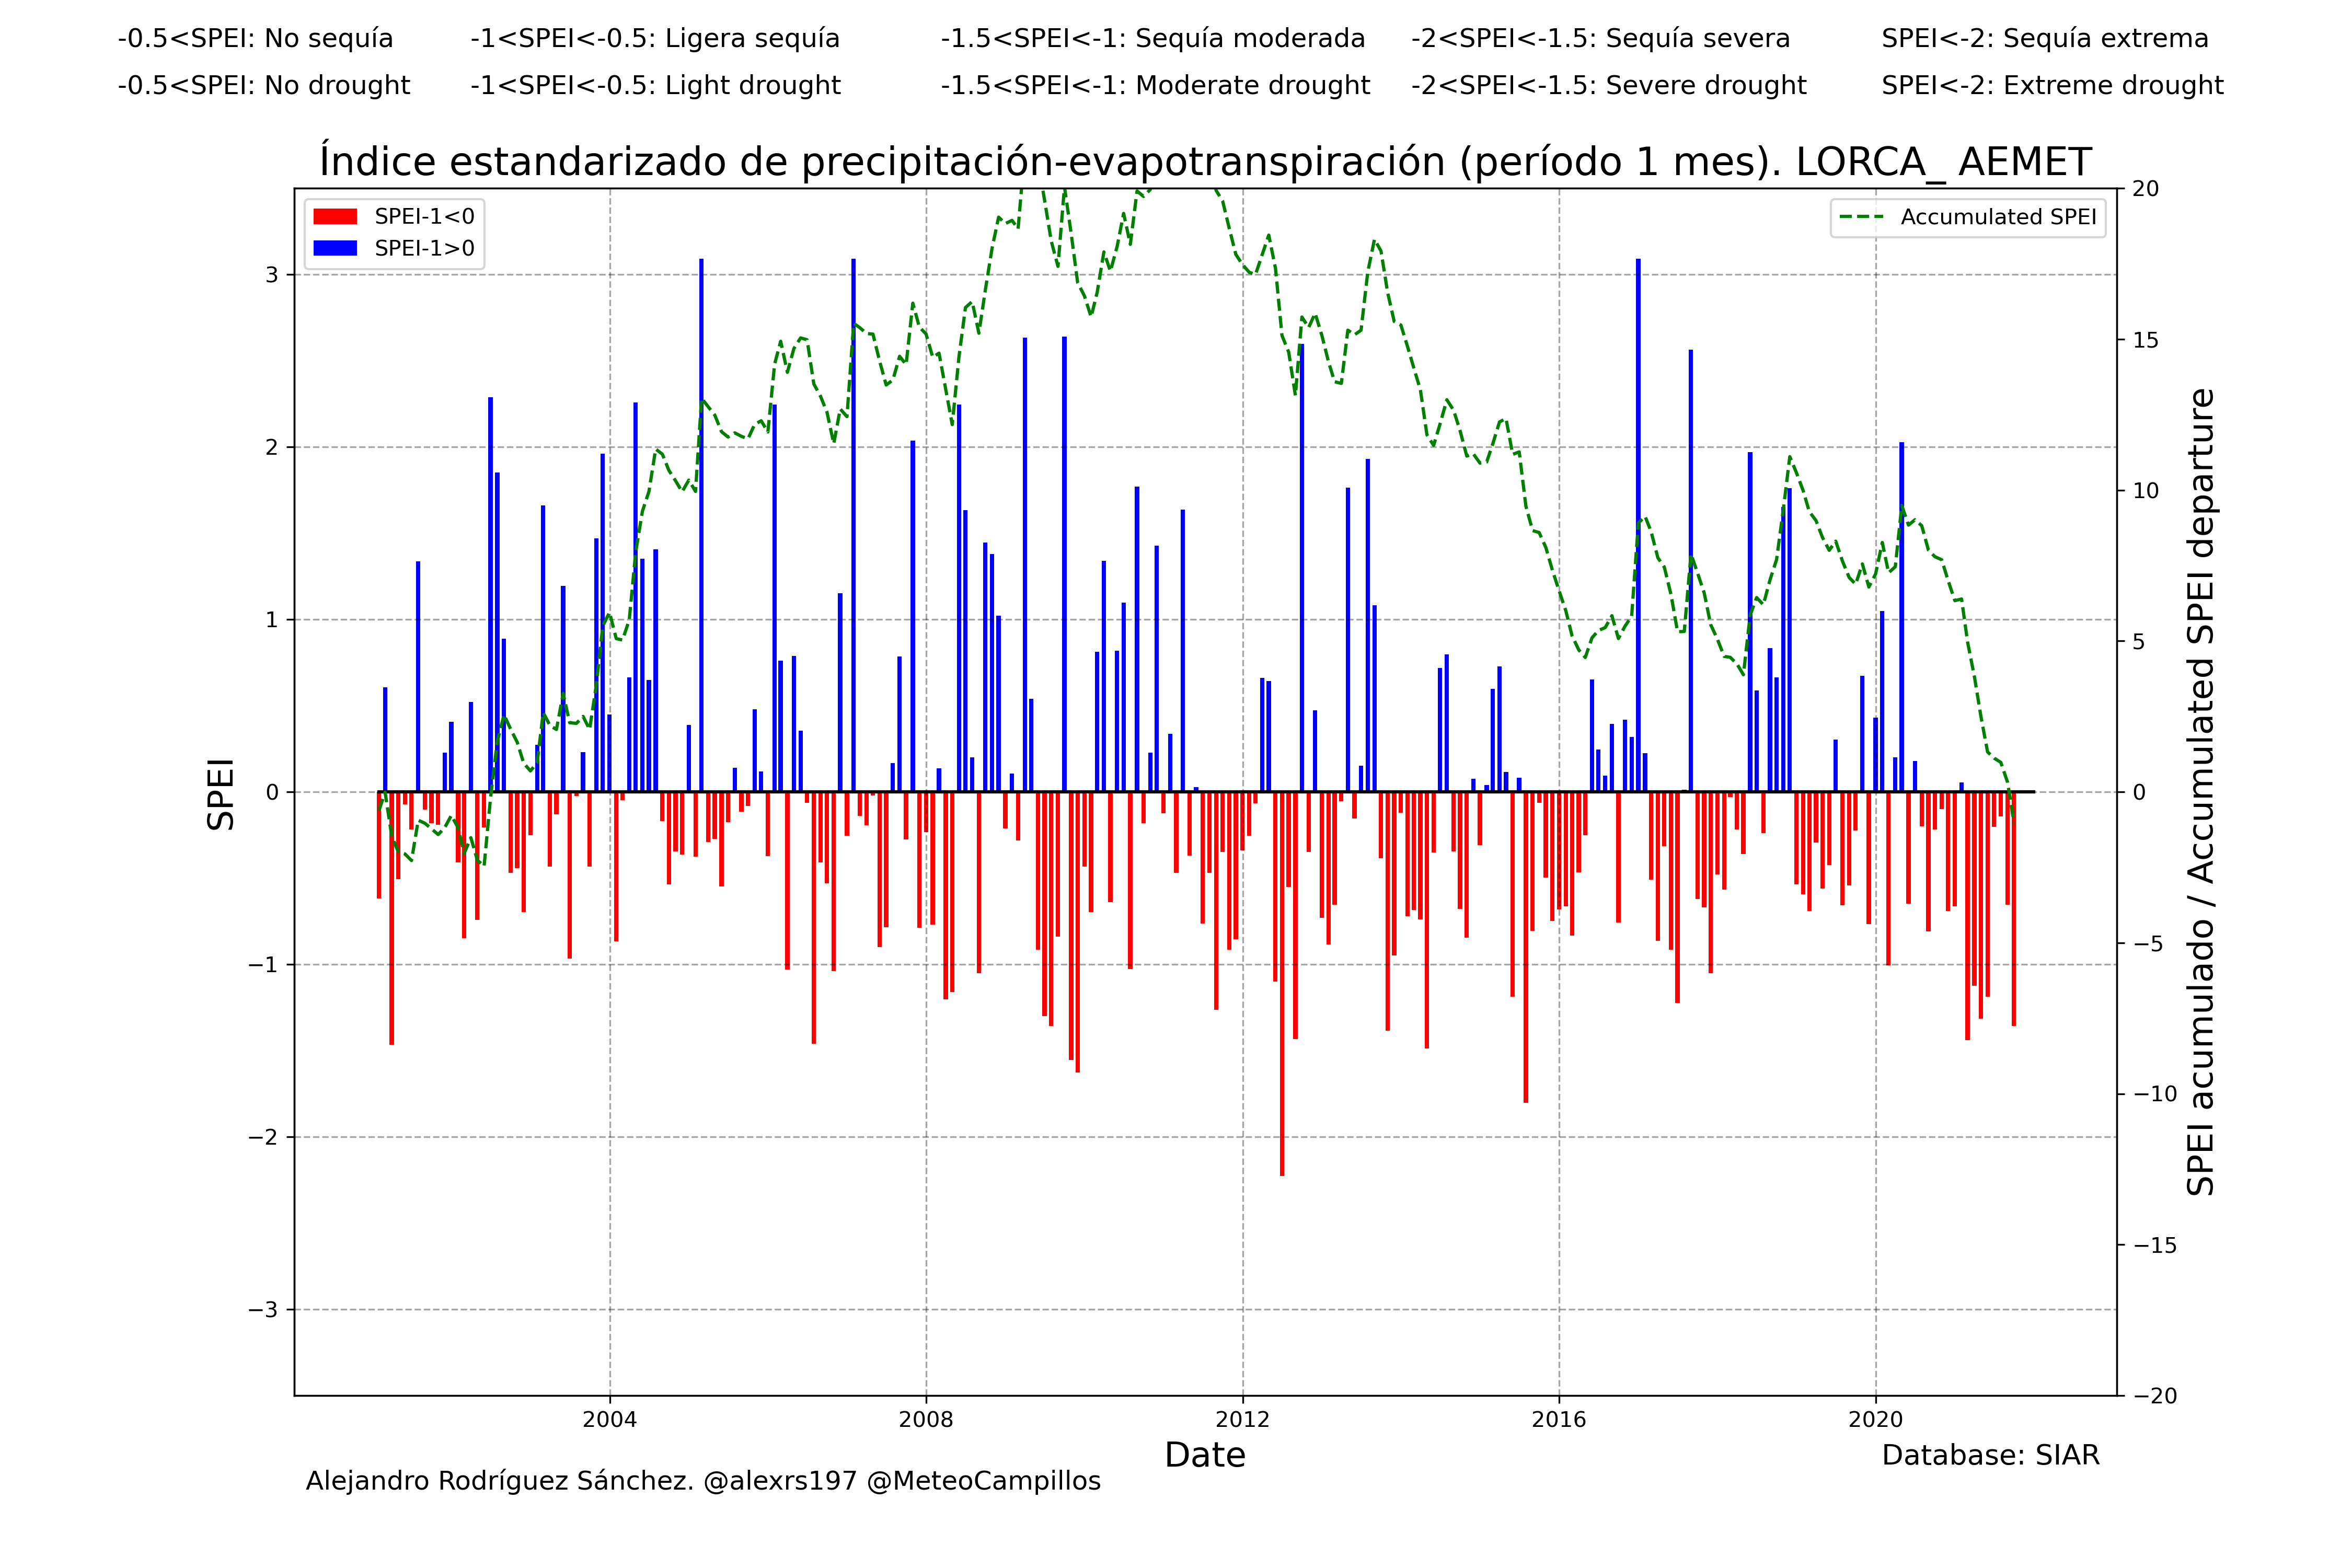 -0.5<SPEI: No sequía -1<SPEI<-0.5: Ligera sequía -1.5<SPEI<-1: Sequía moderada -2<SPEI<-1.5: Sequía severa SPEI<-2: Sequía extrema
-0.5<SPEI: No drought -1<SPEI<-0.5: Light drought -1.5<SPEI<-1: Moderate drought -2<SPEI<-1.5: Severe drought SPEI<-2: Extreme drought
Índice estandarizado de precipitación-evapotranspiración (período 1 mes). LORCA_ AEMET
SPEI-1<0
SPEI-1>0
Accumulated SPEI
SPEI
3
2
1
0
−1
−2
−3
20
15
10
5
0
−5
−10
−15
−20
SPEI acumulado / Accumulated SPEI departure
2004 2008 2012 2016 2020
Date
Database: SIAR
Alejandro Rodríguez Sánchez. @alexrs197 @MeteoCampillos